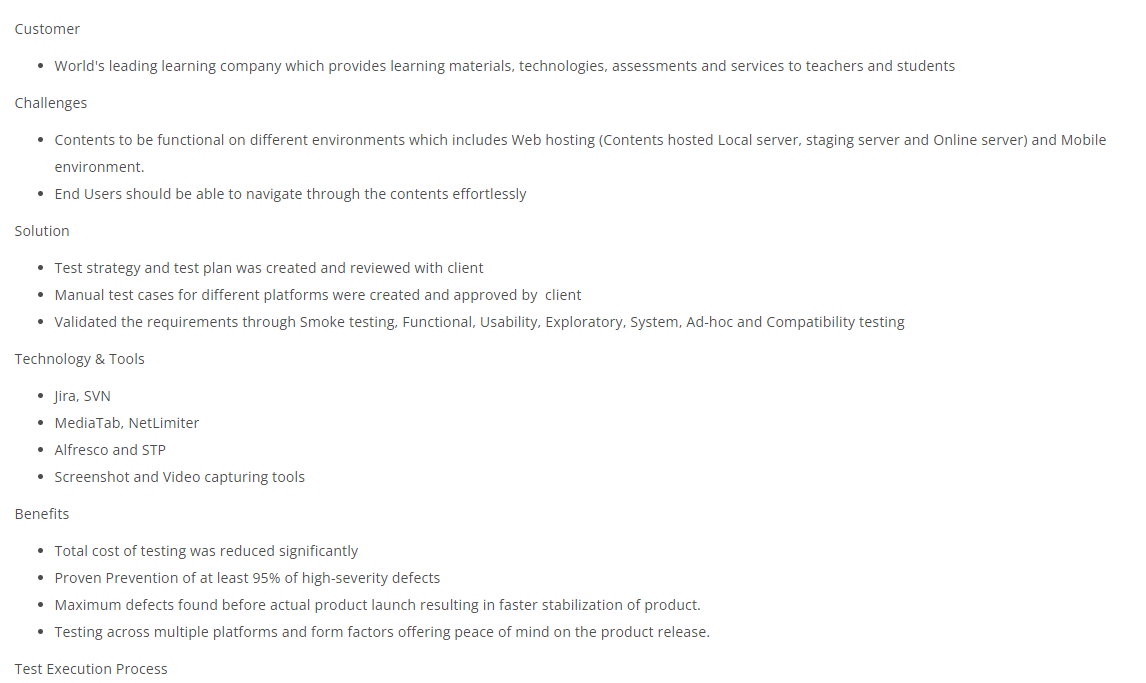 Customer
World's leading learning company which provides learning materials, technologies, assessments and services to teachers and students
Challenges
Contents to be functional on different environments which includes Web hosting (Contents hosted Local server, staging server and Online server) and Mobile
environment.
End Users should be able to navigate through the contents effortlessly
Solution
Test strategy and test plan was created and reviewed with client
Manual test cases for different platforms were created and approved by  client
Validated the requirements through Smoke testing, Functional, Usability, Exploratory, System, Ad-hoc and Compatibility testing
Technology & Tools
Jira, SVN
MediaTab, NetLimiter
Alfresco and STP
Screenshot and Video capturing tools
Benefits
Total cost of testing was reduced significantly
Proven Prevention of at least 95% of high-severity defects
Maximum defects found before actual product launch resulting in faster stabilization of product.
Testing across multiple platforms and form factors offering peace of mind on the product release.
Test Execution Process